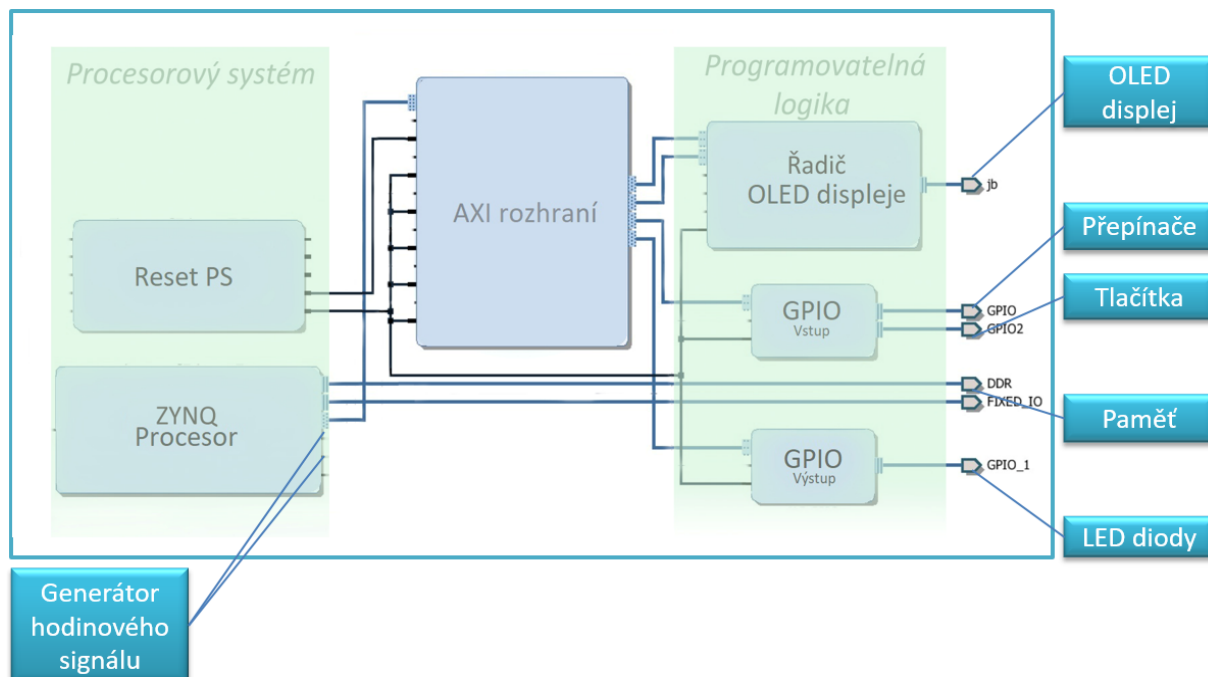 Procesorový systém
Programovatelná
logika
OLED
displej
Řadič
OLED displeje
AXI rozhraní
jb
Přepínače
Reset PS
Tlačítka
GPIO
Vstup
GPIO
GPIO2
ZYNQ
Procesor
DDR
FIXED_IO
Paměť
GPIO
Výstup
GPIO_1
LED diody
Generátor
hodinového
signálu